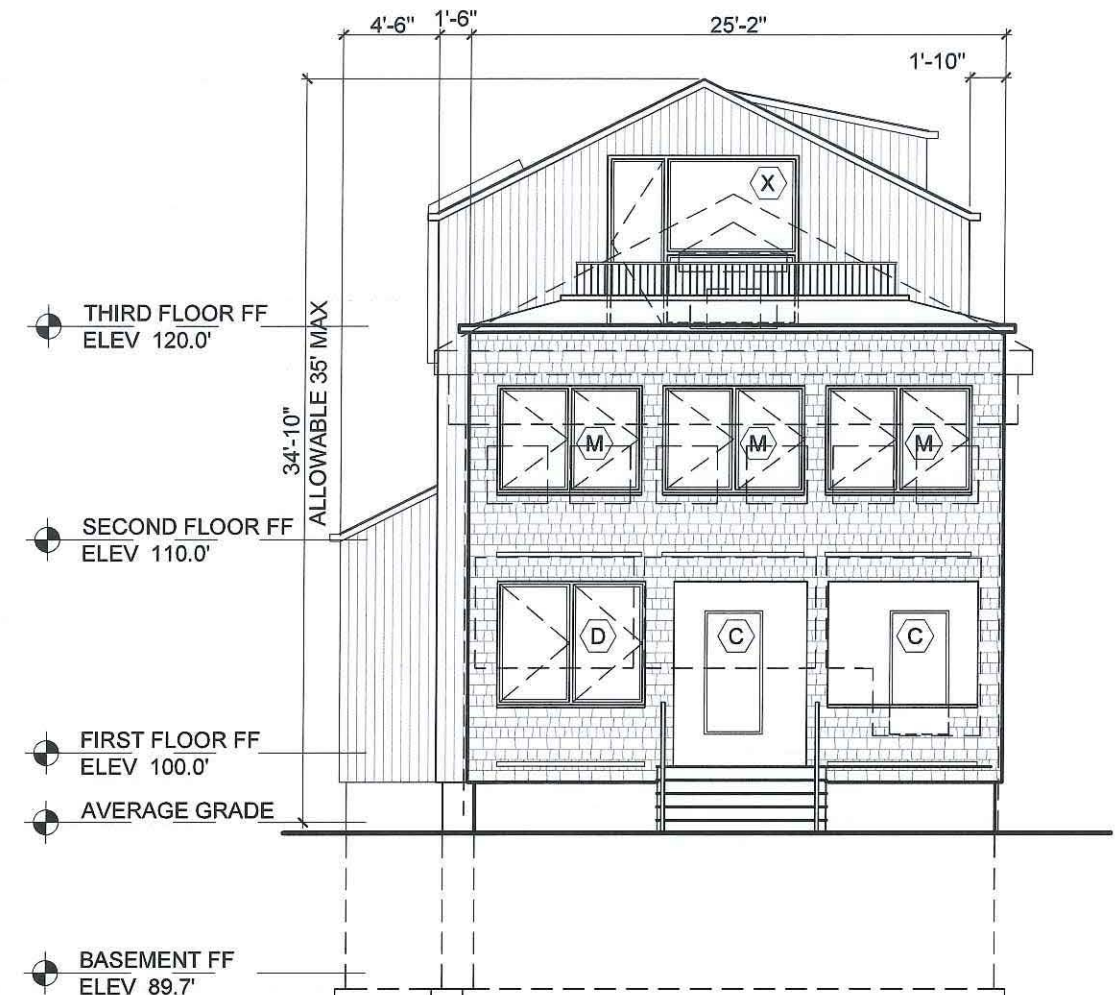 4'-6" 1'-6" 25'-2"
1'-10"
X
THIRD FLOOR FF
ELEV 120.0'
34'-10"
ALLOWABLE 35' MAX
M M M
SECOND FLOOR FF
ELEV 110.0'
D C C
FIRST FLOOR FF
ELEV 100.0'
AVERAGE GRADE
BASEMENT FF
ELEV 89.7'